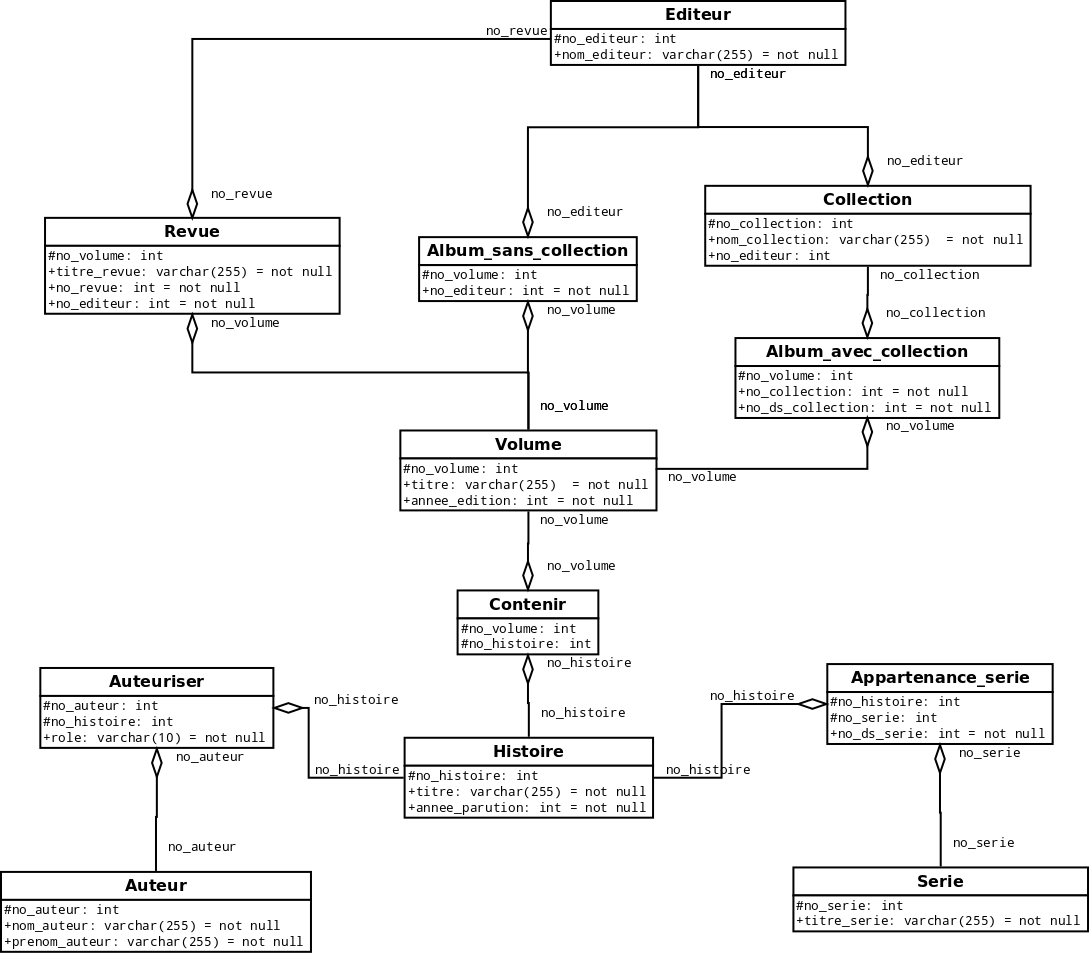 Editeur
#no_editeur: int
+nom_editeur: varchar(255) = not null
no_revue
no_editeur
no_editeur
no_revue
no_editeur
Collection
#no_collection: int
+nom_collection: varchar(255)  = not null
+no_editeur: int
Revue
#no_volume: int
+titre_revue: varchar(255) = not null
+no_revue: int = not null
+no_editeur: int = not null
Album_sans_collection
#no_volume: int
+no_editeur: int = not null
no_collection
no_volume
no_volume
no_collection
Album_avec_collection
#no_volume: int
+no_collection: int = not null
+no_ds_collection: int = not null
no_volume
no_volume
Volume
#no_volume: int
+titre: varchar(255)  = not null
+annee_edition: int = not null
no_volume
no_volume
no_volume
Contenir
#no_volume: int
#no_histoire: int
no_histoire
Auteuriser
#no_auteur: int
#no_histoire: int
+role: varchar(10) = not null
no_histoire
no_histoire
Appartenance_serie
#no_histoire: int
#no_serie: int
+no_ds_serie: int = not null
no_histoire
no_auteur
no_histoire
Histoire
#no_histoire: int
+titre: varchar(255) = not null
+annee_parution: int = not null
no_histoire
no_serie
no_auteur
no_serie
Auteur
#no_auteur: int
+nom_auteur: varchar(255) = not null
+prenom_auteur: varchar(255) = not null
Serie
#no_serie: int
+titre_serie: varchar(255) = not null